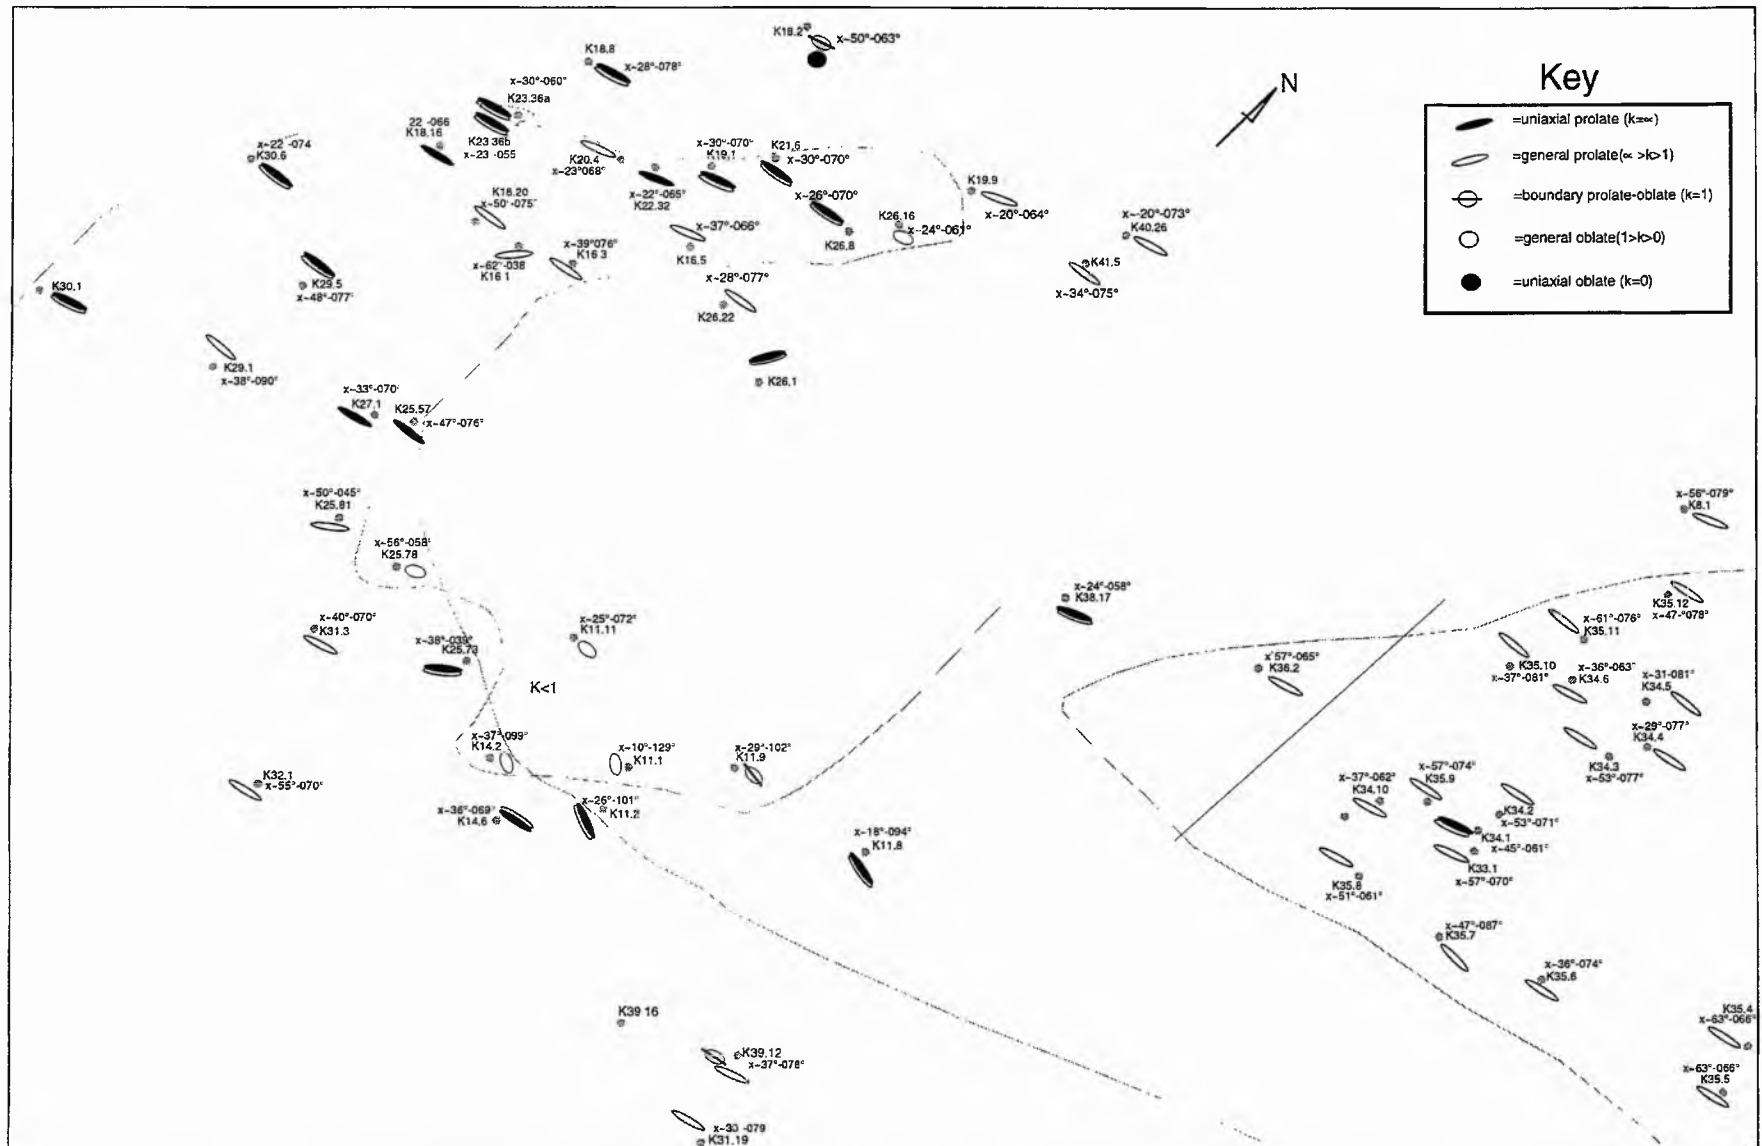 K18.2
x~50°-063°
K18.8
x~28°-078°
x~30°-060°
K23.36a
K23 36b
x~23 -055
22 -066
K18.16
x~22 -074
K30.6
K20.4
x~23°068°
x~22°-065°
K22.32
x~30°-070°
K19.1
K21.6
x~30°-070°
x~26°-070°
K26.8
K26.16
x~24°-061°
K19.9
x~20°-064°
x~-20°-073°
K40.26
K41.5
x~34°-075°
K18.20
x~50°-075°
x~62°-038
K16 1
x~39°076°
K16 3
x~37°-066°
K16.5
x~28°-077°
K26.22
K26.1
K30.1
K29.5
x~48°-077°
K29.1
x~38°-090°
x~33°-070°
K27.1
K25.57
x~47°-076°
N
Key
=uniaxial prolate (k=∝)
=general prolate(∝ >k>1)
=boundary prolate-oblate (k=1)
=general oblate(1>k>0)
=uniaxial oblate (k=0)
x~50°-045°
K25.81
x~56°-058°
K25.78
x~40°-070°
K31.3
x~38°-039°
K25.73
x~25°-072°
K11.11
K<1
x~37°-099°
K14.2
x~10°-129°
K11.1
x~29°-102°
K11.9
K32.1
x~55°-070°
x~36°-069°
K14.6
x~26°-101°
K11.2
x~18°-094°
K11.8
x~24°-058°
K38.17
x~56°-079°
K8.1
K35.12
x~47-°078°
x~61°-076°
K35.11
x 57°-065°
K36.2
K35.10
x~37°-081°
x~36°-063°
K34.6
x~31-081°
K34.5
x~29°-077°
K34.4
K34.3
x~53°-077°
x~37°-062°
K34.10
x~57°-074°
K35.9
K34.2
x~53°-071°
K34.1
x~45°-061°
K33.1
x~57°-070°
K35.8
x~51°-061°
x~47°-087°
K35.7
x~36°-074°
K35.6
K35.4
x~63°-066°
x~63°-066°
K35.5
K39 16
K39.12
x~37°-078°
x~30 -079
K31.19